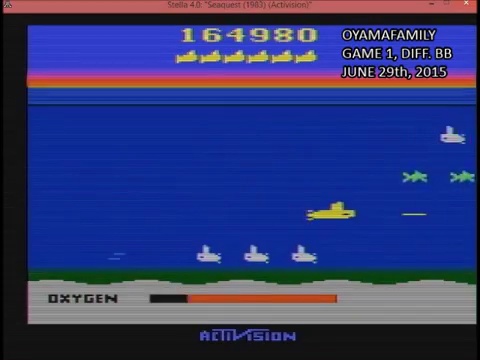 Stella 4.0: "Seaquest (1983) (Activision)"
164980
OYAMAFAMILY
GAME 1, DIFF. BB
JUNE 29th, 2015
OXYGEN
ACTIVISION